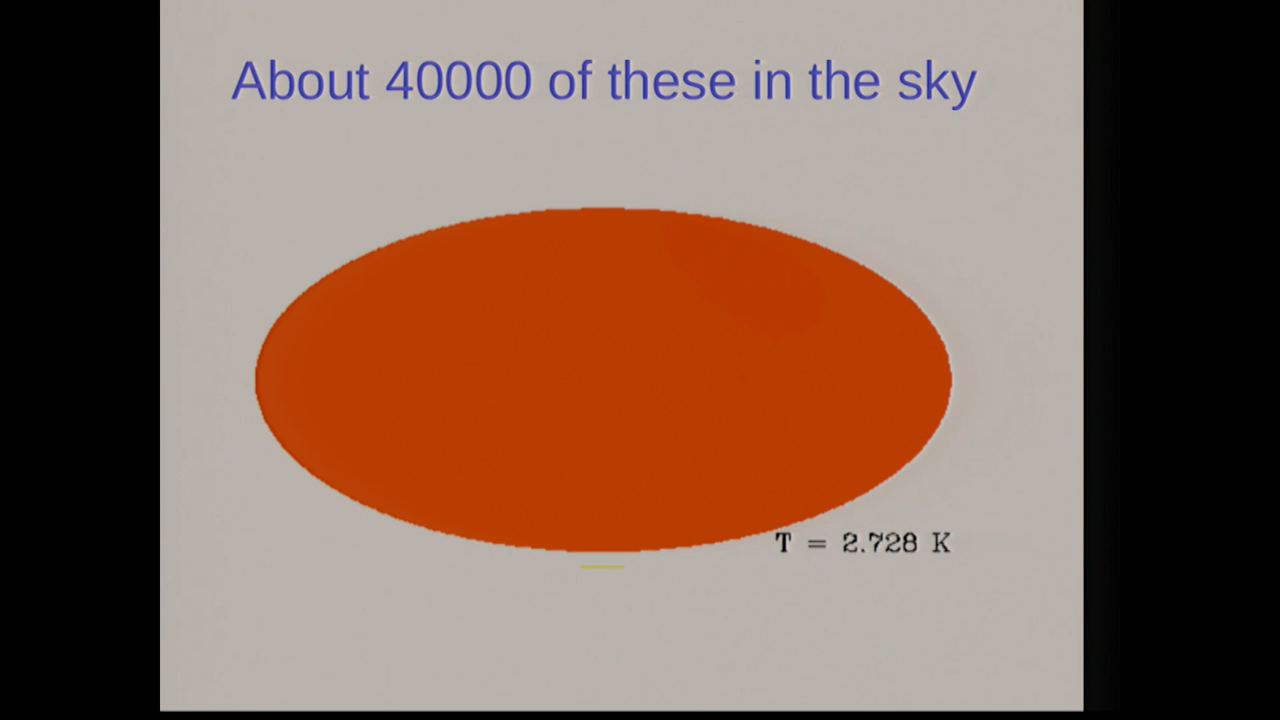 About 40000 of these in the sky
T = 2.728 K